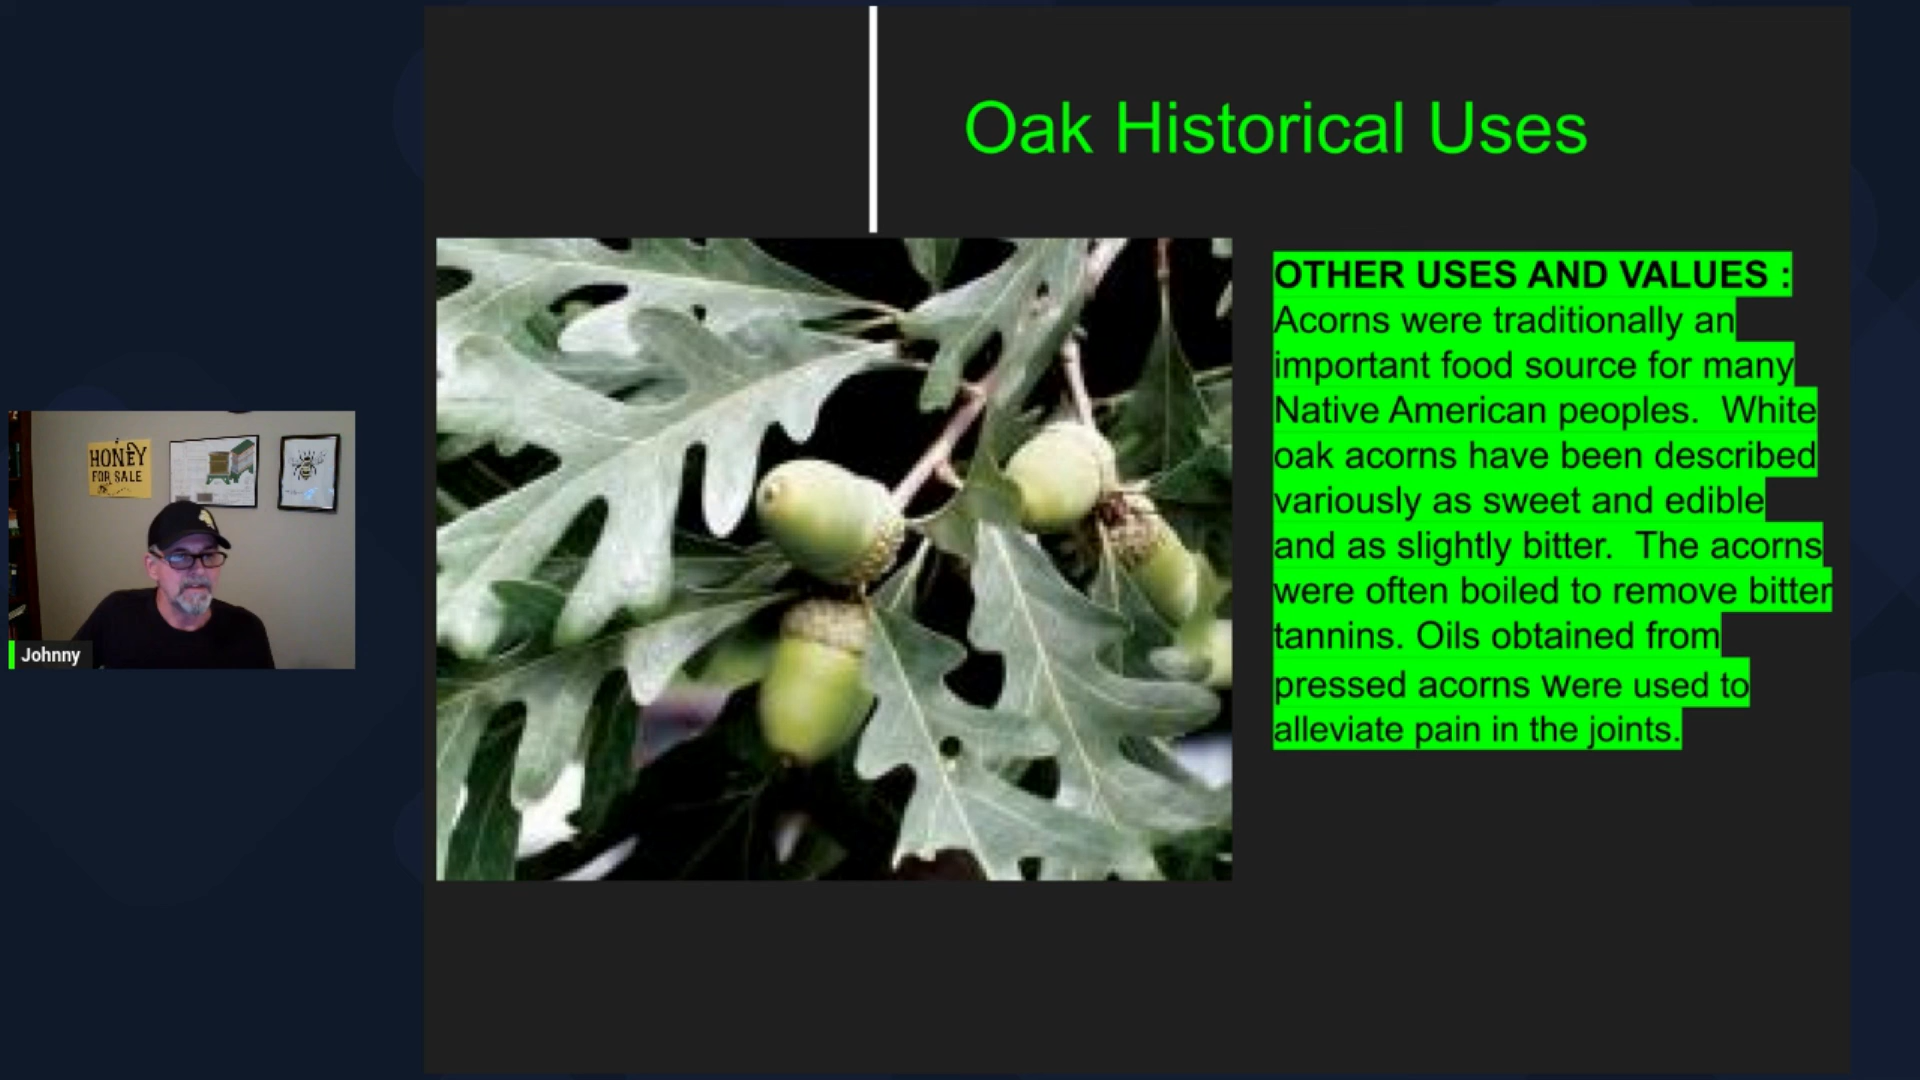 Oak Historical Uses
OTHER USES AND VALUES :
Acorns were traditionally an
important food source for many
Native American peoples.  White
oak acorns have been described
variously as sweet and edible
and as slightly bitter.  The acorns
were often boiled to remove bitter
tannins. Oils obtained from
pressed acorns were used to
alleviate pain in the joints.
HONEY
FOR SALE
Johnny